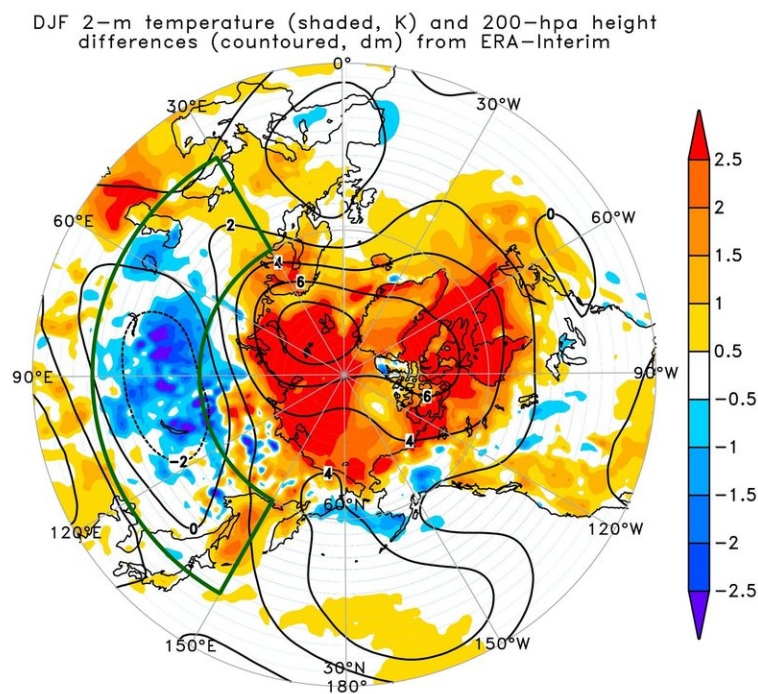 DJF 2-m temperature (shaded, K) and 200-hpa height
differences (countoured, dm) from ERA-Interim
0°
30°E
30°W
60°E
60°W
90°E
90°W
120°E
120°W
150°E
150°W
60°N
30°N
180°
2
4
6
0
6
4
4
-2
0
2.5
2
1.5
1
0.5
-0.5
-1
-1.5
-2
-2.5